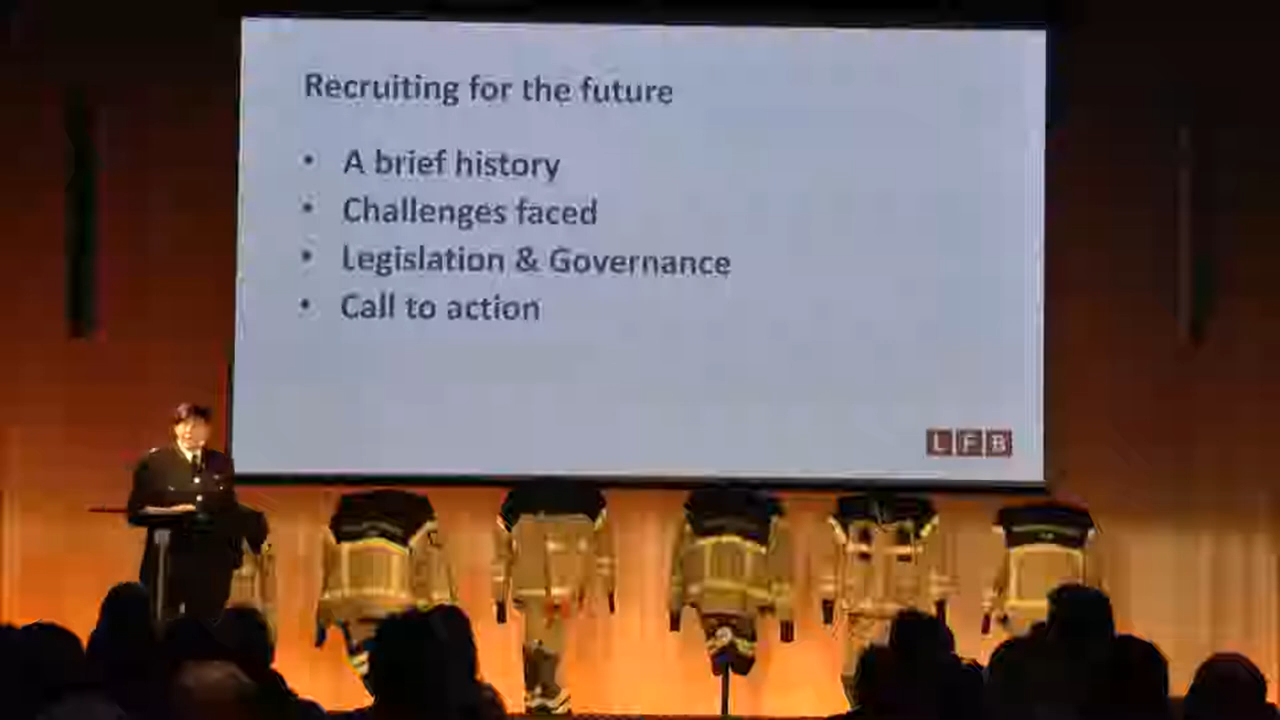 Recruiting for the future
• A brief history
• Challenges faced
• Legislation & Governance
• Call to action
LFB